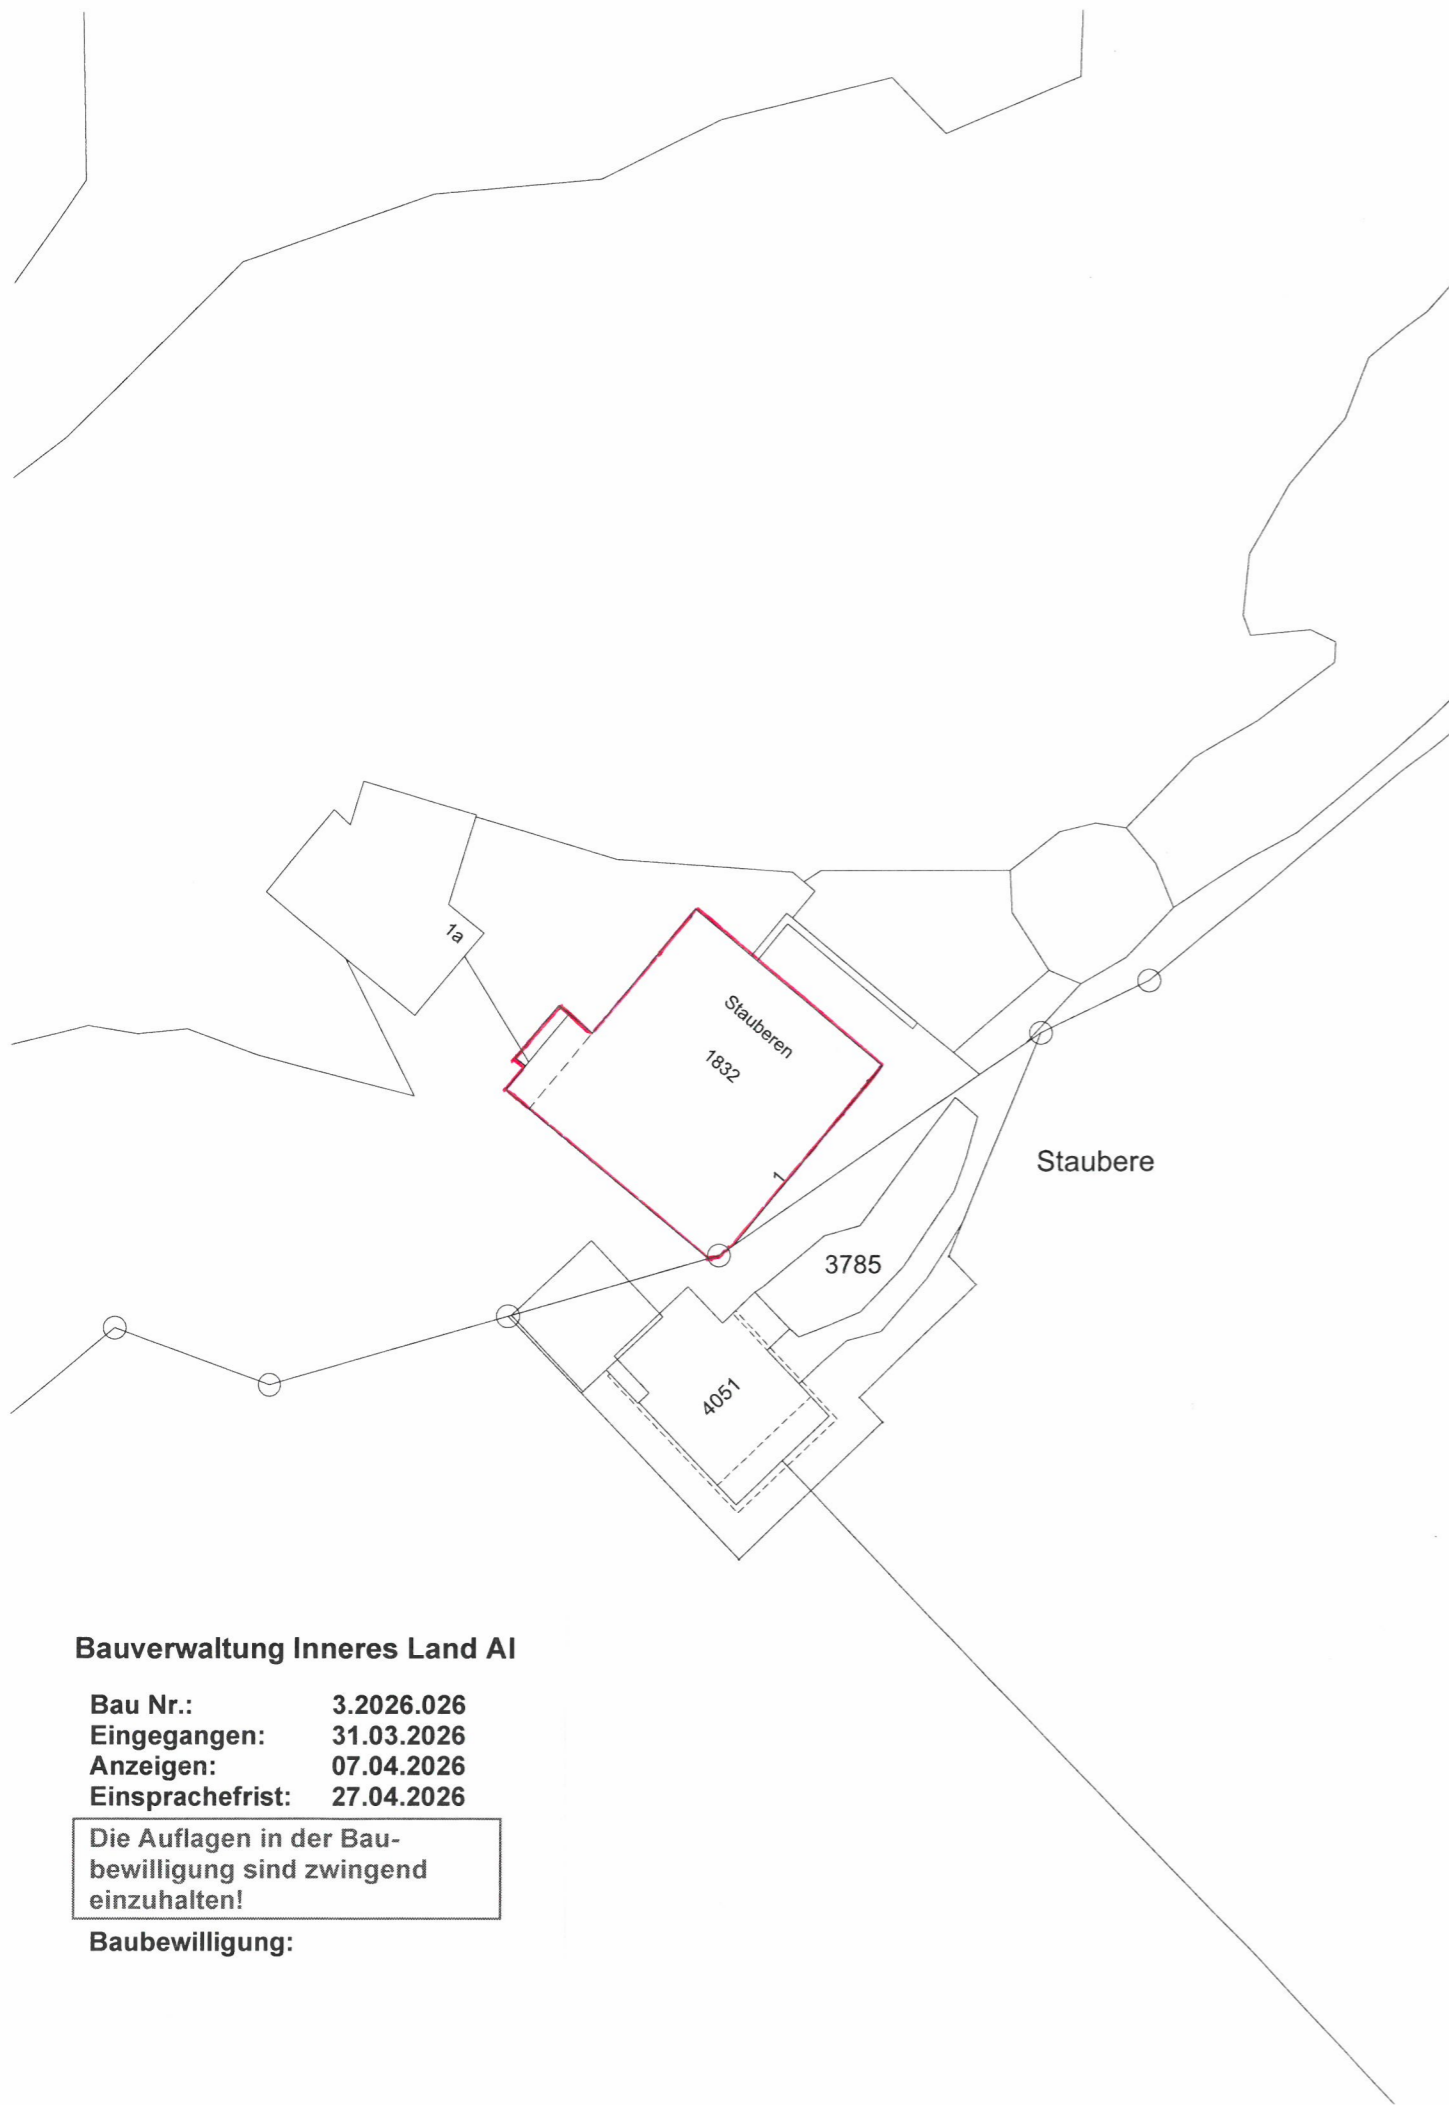 1a
Stauberen
1832
1
Staubere
3785
4051
Bauverwaltung Inneres Land AI
Bau Nr.: 3.2026.026
Eingegangen: 31.03.2026
Anzeigen: 07.04.2026
Einsprachefrist: 27.04.2026
Die Auflagen in der Bau-
bewilligung sind zwingend
einzuhalten!
Baubewilligung: